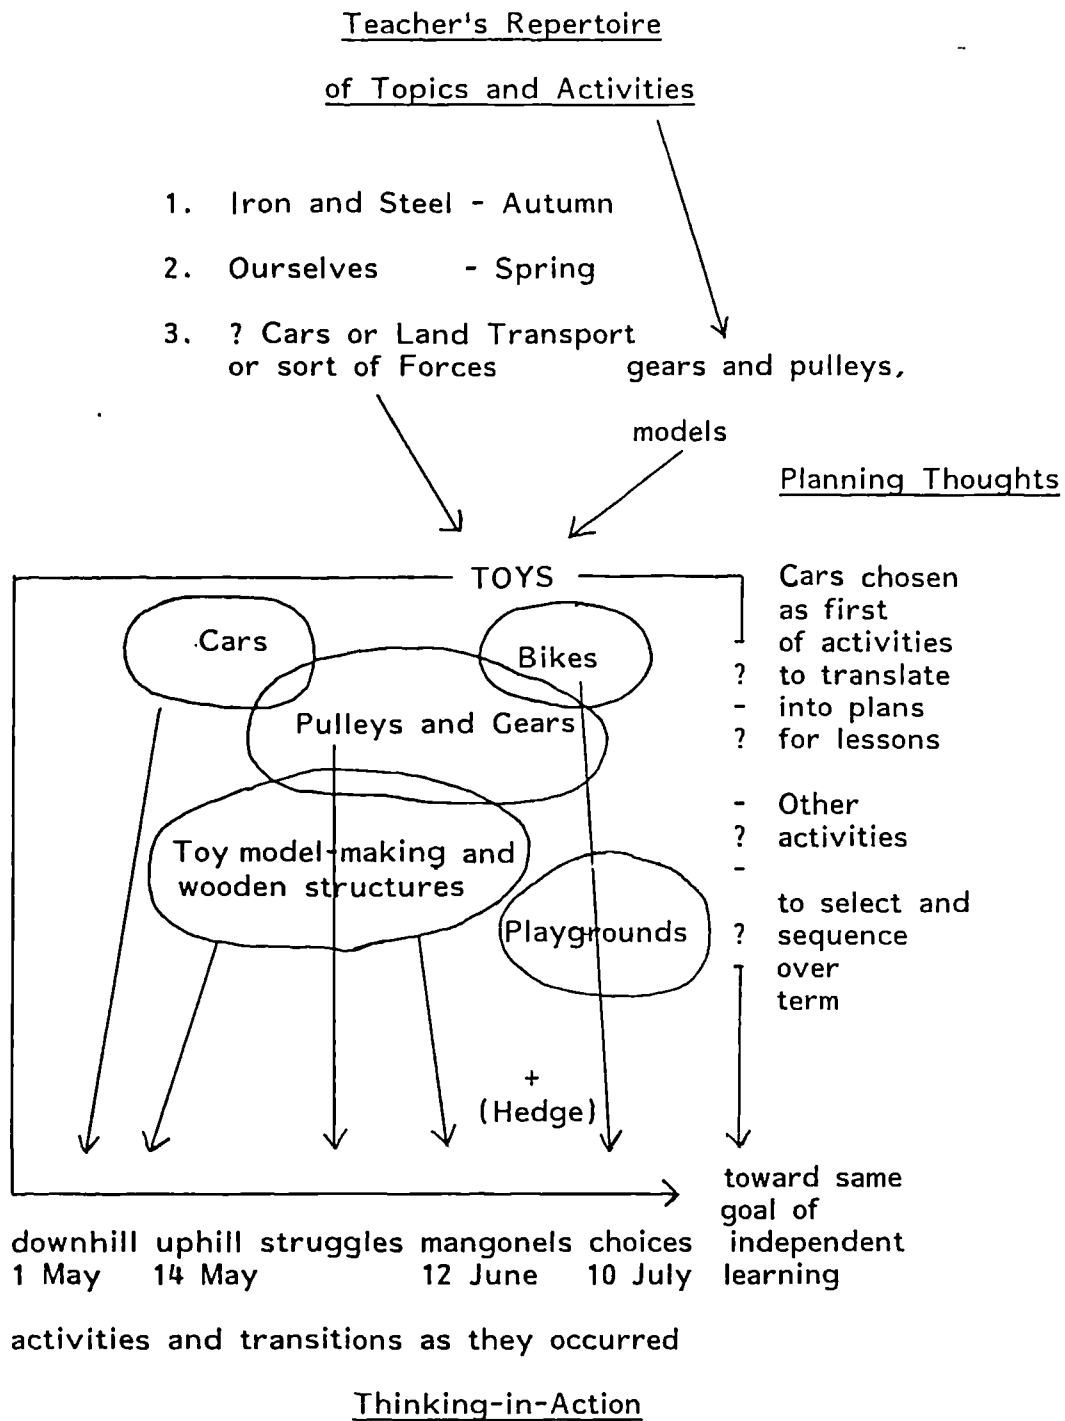 Teacher's Repertoire
of Topics and Activities
1. Iron and Steel - Autumn
2. Ourselves - Spring
3. ? Cars or Land Transport
or sort of Forces
gears and pulleys,
models
Planning Thoughts
TOYS
Cars
Bikes
Pulleys and Gears
Toy model-making and
wooden structures
Playgrounds
+
(Hedge)
Cars chosen
as first
- of activities
? to translate
- into plans
? for lessons
- Other
? activities
-
to select and
? sequence
- over
term
toward same
goal of
independent
learning
downhill uphill struggles mangonels choices
1 May 14 May 12 June 10 July
activities and transitions as they occurred
Thinking-in-Action